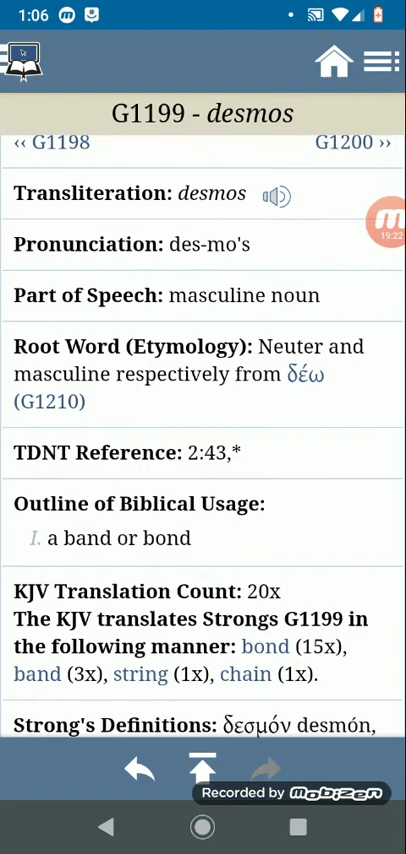 1:06
G1199 - desmos
‹‹ G1198 G1200 ››
Transliteration: desmos
Pronunciation: des-mo's
19:22
Part of Speech: masculine noun
Root Word (Etymology): Neuter and
masculine respectively from δέω
(G1210)
TDNT Reference: 2:43,*
Outline of Biblical Usage:
I. a band or bond
KJV Translation Count: 20x
The KJV translates Strongs G1199 in
the following manner: bond (15x),
band (3x), string (1x), chain (1x).
Strong's Definitions: δεσμόν desmón,
Recorded by mobizen